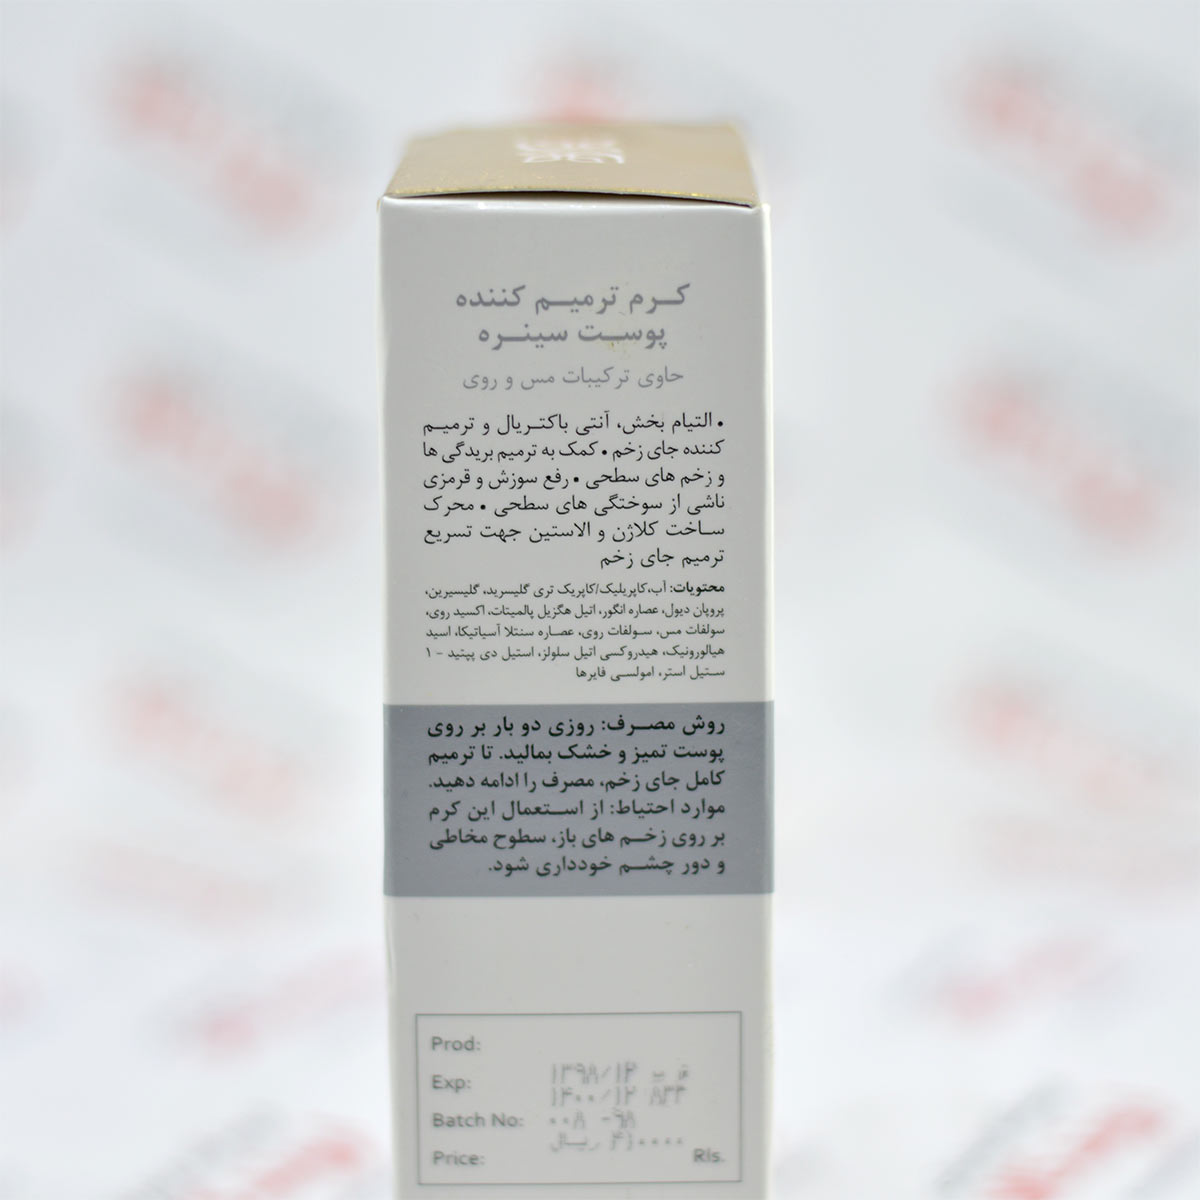 کرم ترمیم کننده
پوست سینره
حاوی ترکیبات مس و روی
• التیام بخش، آنتی باکتریال و ترمیم
کننده جای زخم • کمک به ترمیم بریدگی ها
و زخم های سطحی • رفع سوزش و قرمزی
ناشی از سوختگی های سطحی • محرک
ساخت کلاژن و الاستین جهت تسریع
ترمیم جای زخم
محتویات: آب، کاپریلیک/کاپریک تری گلیسرید، گلیسیرین،
پروپان دیول، عصاره انگور، اتیل هگزیل پالمیتات، اکسید روی،
سولفات مس، سولفات روی، عصاره سنتلا آسیاتیکا، اسید
هیالورونیک، هیدروکسی اتیل سلولز، استیل دی پپتید - ۱
ستیل استر، امولسی فایرها
روش مصرف: روزی دو بار بر روی
پوست تمیز و خشک بمالید. تا ترمیم
کامل جای زخم، مصرف را ادامه دهید.
موارد احتیاط: از استعمال این کرم
بر روی زخم های باز، سطوح مخاطی
و دور چشم خودداری شود.
Prod:
Exp: ۱۳۹۸/۱۲
۱۴۰۰/۱۲
Batch No: ۰۰۸ -۹۸
ریال
Price: Rls.